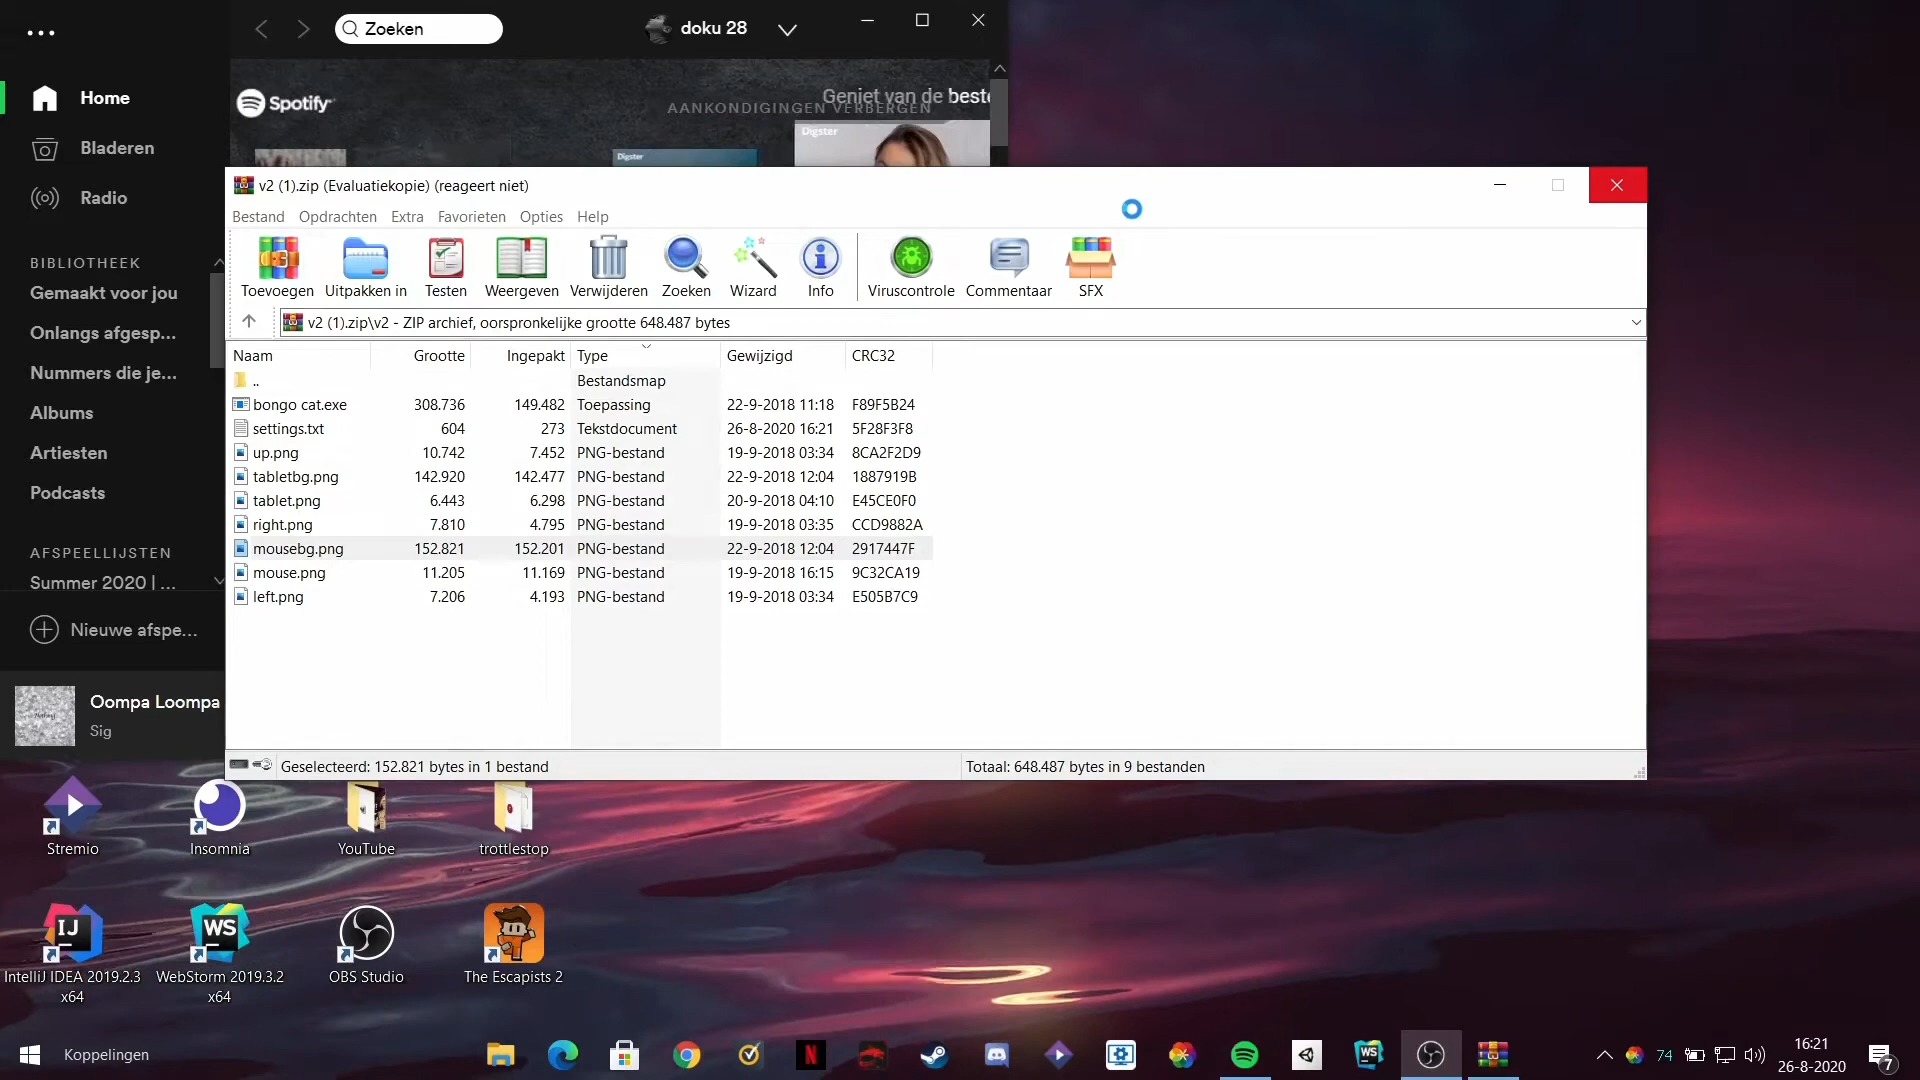 Zoeken
doku 28
Home
Bladeren
Radio
Spotify
AANKONDIGINGEN VERBERGEN
Geniet van de beste
Digster
Digster
BIBLIOTHEEK
Gemaakt voor jou
Onlangs afgesp...
Nummers die je...
Albums
Artiesten
Podcasts
AFSPEELLIJSTEN
Summer 2020 | ...
Nieuwe afspe...
Oompa Loompa
Sig
v2 (1).zip (Evaluatiekopie) (reageert niet)
Bestand Opdrachten Extra Favorieten Opties Help
Toevoegen Uitpakken in Testen Weergeven Verwijderen Zoeken Wizard Info Viruscontrole Commentaar SFX
v2 (1).zip\v2 - ZIP archief, oorspronkelijke grootte 648.487 bytes
Naam Grootte Ingepakt Type Gewijzigd CRC32
.. Bestandsmap
bongo cat.exe 308.736 149.482 Toepassing 22-9-2018 11:18 F89F5B24
settings.txt 604 273 Tekstdocument 26-8-2020 16:21 5F28F3F8
up.png 10.742 7.452 PNG-bestand 19-9-2018 03:34 8CA2F2D9
tabletbg.png 142.920 142.477 PNG-bestand 22-9-2018 12:04 1887919B
tablet.png 6.443 6.298 PNG-bestand 20-9-2018 04:10 E45CE0F0
right.png 7.810 4.795 PNG-bestand 19-9-2018 03:35 CCD9882A
mousebg.png 152.821 152.201 PNG-bestand 22-9-2018 12:04 2917447F
mouse.png 11.205 11.169 PNG-bestand 19-9-2018 16:15 9C32CA19
left.png 7.206 4.193 PNG-bestand 19-9-2018 03:34 E505B7C9
Geselecteerd: 152.821 bytes in 1 bestand
Totaal: 648.487 bytes in 9 bestanden
Stremio
Insomnia
YouTube
trottlestop
IJ
WS
IntelliJ IDEA 2019.2.3
x64
WebStorm 2019.3.2
x64
OBS Studio
The Escapists 2
Koppelingen
N
WS
74
16:21
26-8-2020
7